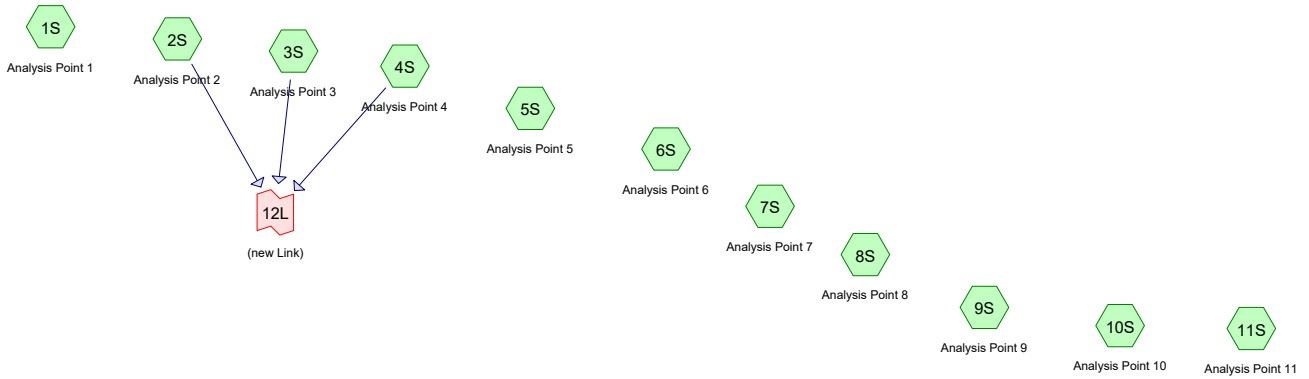 1S
Analysis Point 1
2S
Analysis Point 2
3S
Analysis Point 3
4S
Analysis Point 4
5S
Analysis Point 5
6S
Analysis Point 6
7S
Analysis Point 7
12L
(new Link)
8S
Analysis Point 8
9S
Analysis Point 9
10S
Analysis Point 10
11S
Analysis Point 11